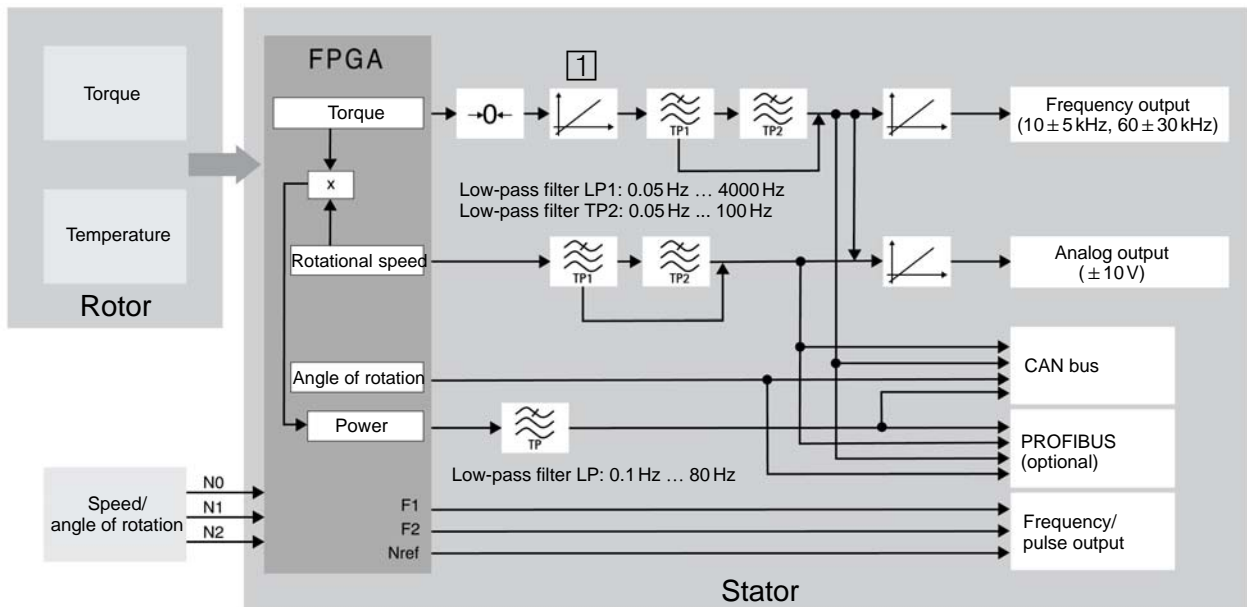 Torque
Temperature
Rotor
FPGA
Torque
x
Rotational speed
Angle of rotation
Power
1
→0←
TP1
TP2
Low-pass filter LP1: 0.05 Hz … 4000 Hz
Low-pass filter TP2: 0.05 Hz ... 100 Hz
TP1
TP2
TP
Low-pass filter LP: 0.1 Hz … 80 Hz
Frequency output
(10 ± 5 kHz, 60 ± 30 kHz)
Analog output
(± 10 V)
CAN bus
PROFIBUS
(optional)
Speed/
angle of rotation
N0
N1
N2
F1
F2
Nref
Frequency/
pulse output
Stator